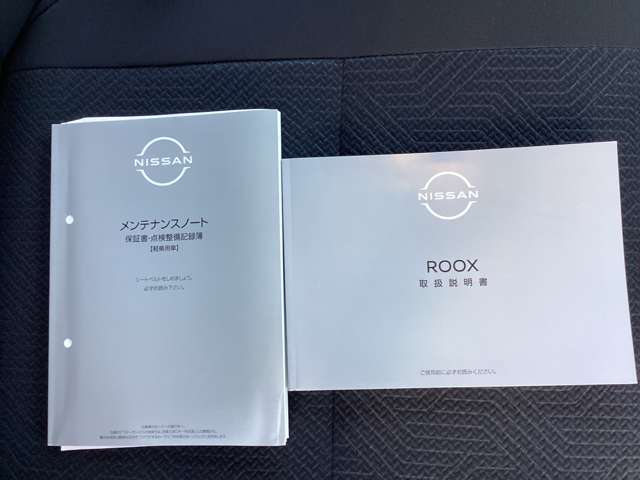 NISSAN
メンテナンスノート
保証書・点検整備記録簿
【軽乗用車】
シートベルトをしめましょう。
必ずお読み下さい。
NISSAN
ROOX
取扱説明書
ご使用前に必ずお読みください。